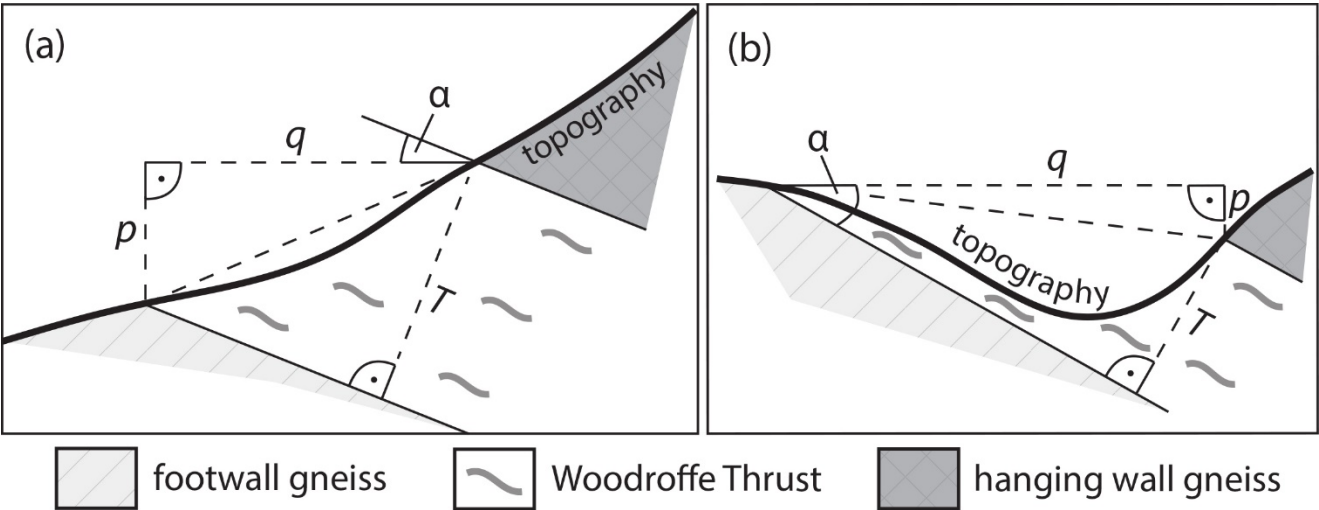 (a)
α
q
topography
p
T
(b)
α
q
p
topography
T
footwall gneiss
Woodroffe Thrust
hanging wall gneiss